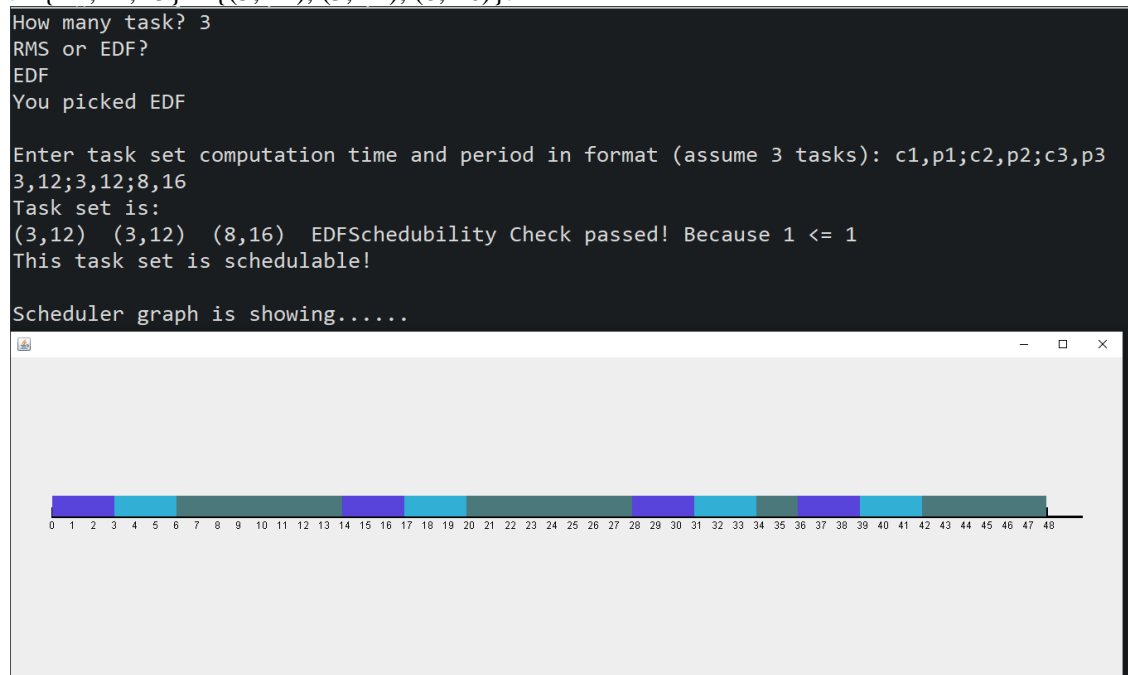 How many task? 3
RMS or EDF?
EDF
You picked EDF
Enter task set computation time and period in format (assume 3 tasks): c1,p1;c2,p2;c3,p3
3,12;3,12;8,16
Task set is:
(3,12)  (3,12)  (8,16)  EDFSchedubility Check passed! Because 1 <= 1
This task set is schedulable!
Scheduler graph is showing......
0 1 2 3 4 5 6 7 8 9 10 11 12 13 14 15 16 17 18 19 20 21 22 23 24 25 26 27 28 29 30 31 32 33 34 35 36 37 38 39 40 41 42 43 44 45 46 47 48